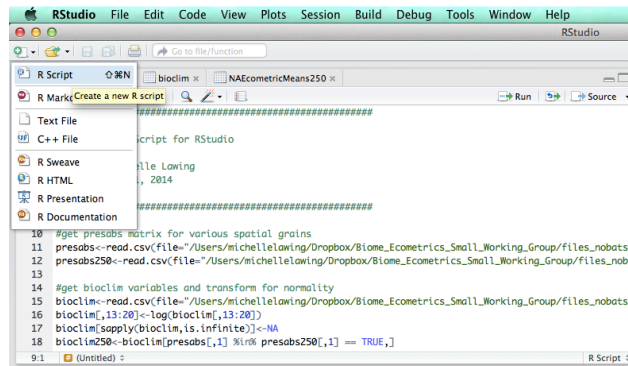 RStudio File Edit Code View Plots Session Build Debug Tools Window Help
RStudio
Go to file/function
R Script ⇧⌘N
bioclim × NAEcometricMeans250 ×
R Mark
Create a new R script
Run Source
Text File
################################################
C++ File
cript for RStudio
R Sweave
elle Lawing
R HTML
, 2014
R Presentation
################################################
R Documentation
10 #get presabs matrix for various spatial grains
11 presabs<-read.csv(file="/Users/michellelawing/Dropbox/Biome_Ecometrics_Small_Working_Group/files_nobats
12 presabs250<-read.csv(file="/Users/michellelawing/Dropbox/Biome_Ecometrics_Small_Working_Group/files_nob
13
14 #get bioclim variables and transform for normality
15 bioclim<-read.csv(file="/Users/michellelawing/Dropbox/Biome_Ecometrics_Small_Working_Group/files_nobats
16 bioclim[,13:20]<-log(bioclim[,13:20])
17 bioclim[sapply(bioclim,is.infinite)]<-NA
18 bioclim250<-bioclim[presabs[,1] %in% presabs250[,1] == TRUE,]
9:1 (Untitled) R Script